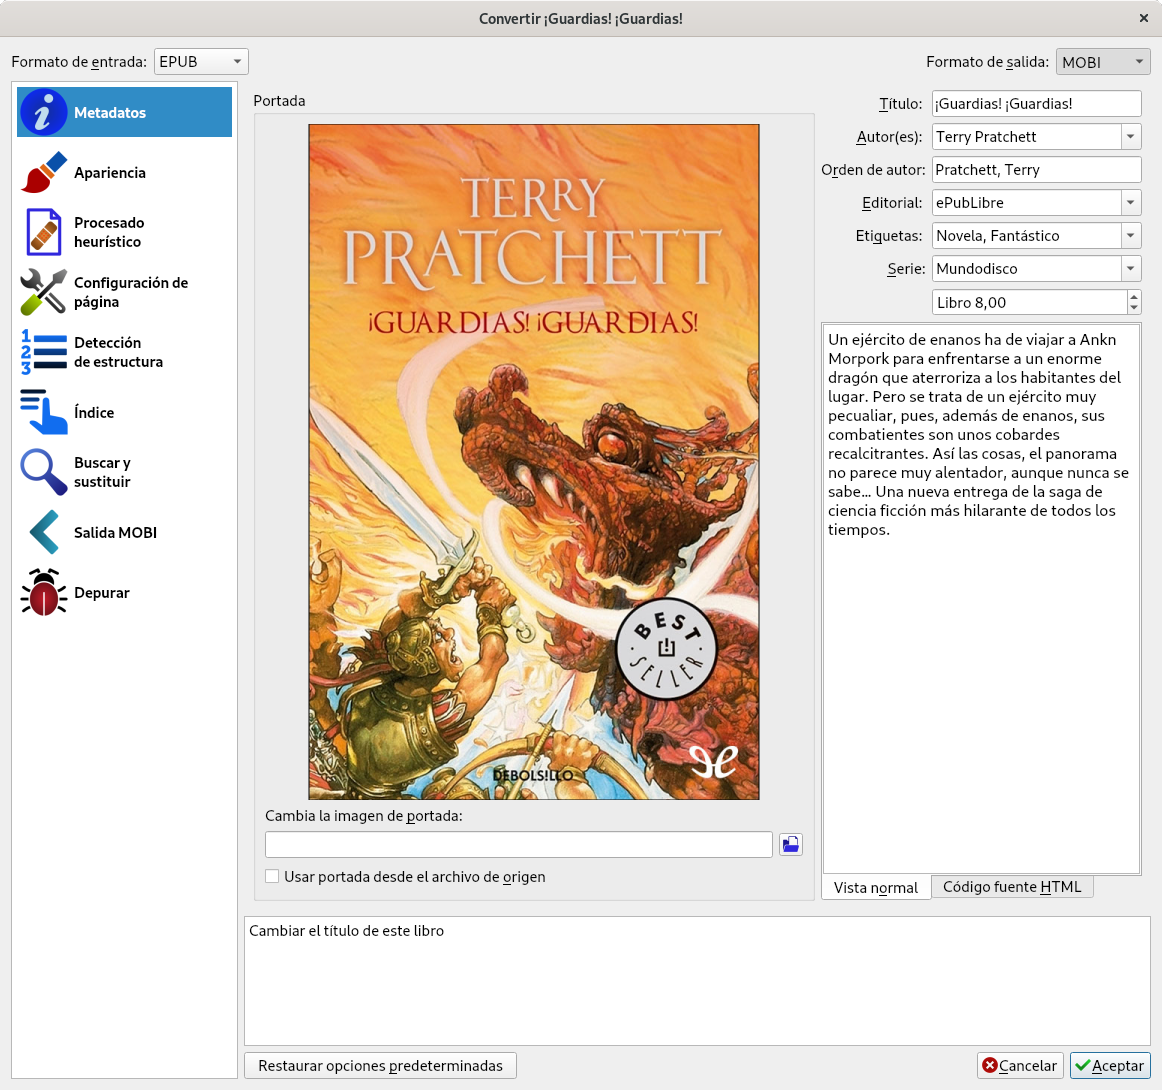 Convertir ¡Guardias! ¡Guardias!
Formato de entrada: EPUB
Formato de salida: MOBI
Metadatos
Apariencia
Procesado
heurístico
Configuración de
página
Detección
de estructura
Índice
Buscar y
sustituir
Salida MOBI
Depurar
Portada
TERRY
PRATCHETT
¡GUARDIAS! ¡GUARDIAS!
BEST
SELLER
DEBOLS!LLO
Cambia la imagen de portada:
Usar portada desde el archivo de origen
Título: ¡Guardias! ¡Guardias!
Autor(es): Terry Pratchett
Orden de autor: Pratchett, Terry
Editorial: ePubLibre
Etiquetas: Novela, Fantástico
Serie: Mundodisco
Libro 8,00
Un ejército de enanos ha de viajar a Ankn
Morpork para enfrentarse a un enorme
dragón que aterroriza a los habitantes del
lugar. Pero se trata de un ejército muy
pecualiar, pues, además de enanos, sus
combatientes son unos cobardes
recalcitrantes. Así las cosas, el panorama
no parece muy alentador, aunque nunca se
sabe… Una nueva entrega de la saga de
ciencia ficción más hilarante de todos los
tiempos.
Vista normal
Código fuente HTML
Cambiar el título de este libro
Restaurar opciones predeterminadas
Cancelar
Aceptar